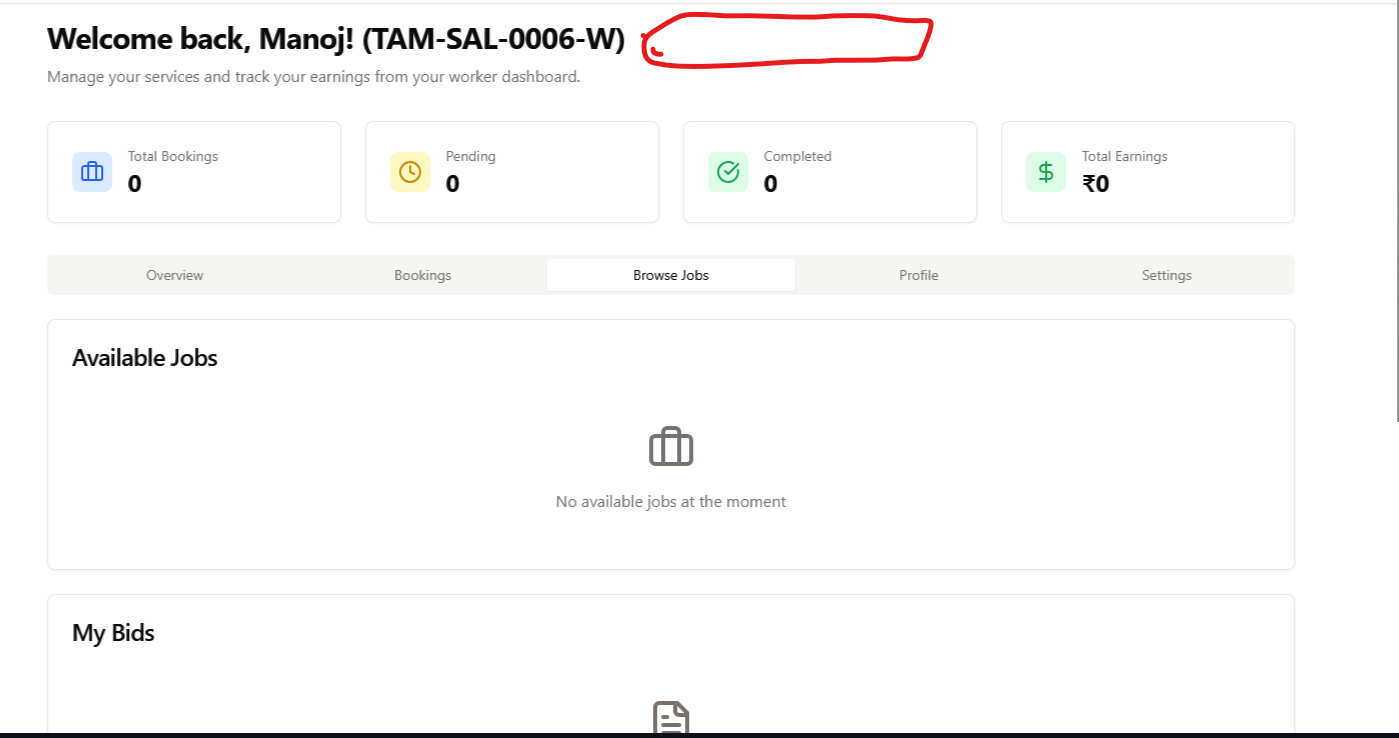 Welcome back, Manoj! (TAM-SAL-0006-W)
Manage your services and track your earnings from your worker dashboard.
Total Bookings
0
Pending
0
Completed
0
Total Earnings
₹0
Overview
Bookings
Browse Jobs
Profile
Settings
Available Jobs
No available jobs at the moment
My Bids